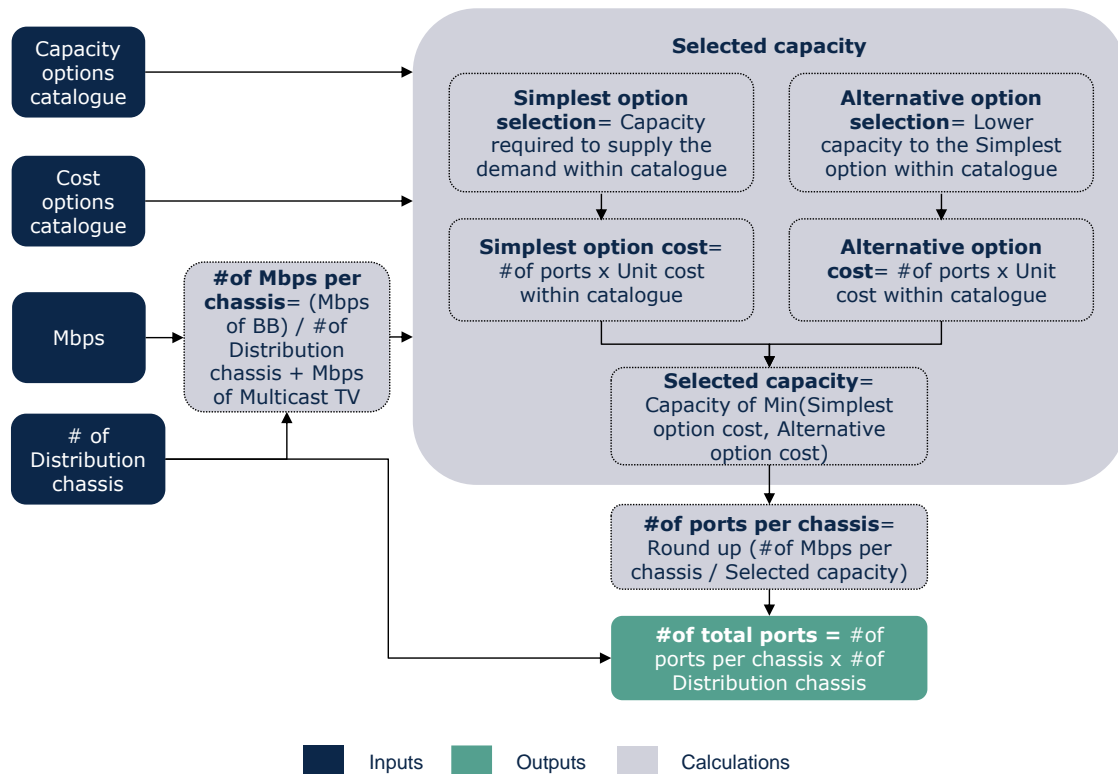 Capacity
options
catalogue
Cost
options
catalogue
Mbps
# of
Distribution
chassis
#of Mbps per
chassis= (Mbps
of BB) / #of
Distribution
chassis + Mbps
of Multicast TV
Selected capacity
Simplest option
selection= Capacity
required to supply the
demand within catalogue
Alternative option
selection= Lower
capacity to the Simplest
option within catalogue
Simplest option cost=
#of ports x Unit cost
within catalogue
Alternative option
cost= #of ports x Unit
cost within catalogue
Selected capacity=
Capacity of Min(Simplest
option cost, Alternative
option cost)
#of ports per chassis=
Round up (#of Mbps per
chassis / Selected capacity)
#of total ports = #of
ports per chassis x #of
Distribution chassis
Inputs
Outputs
Calculations